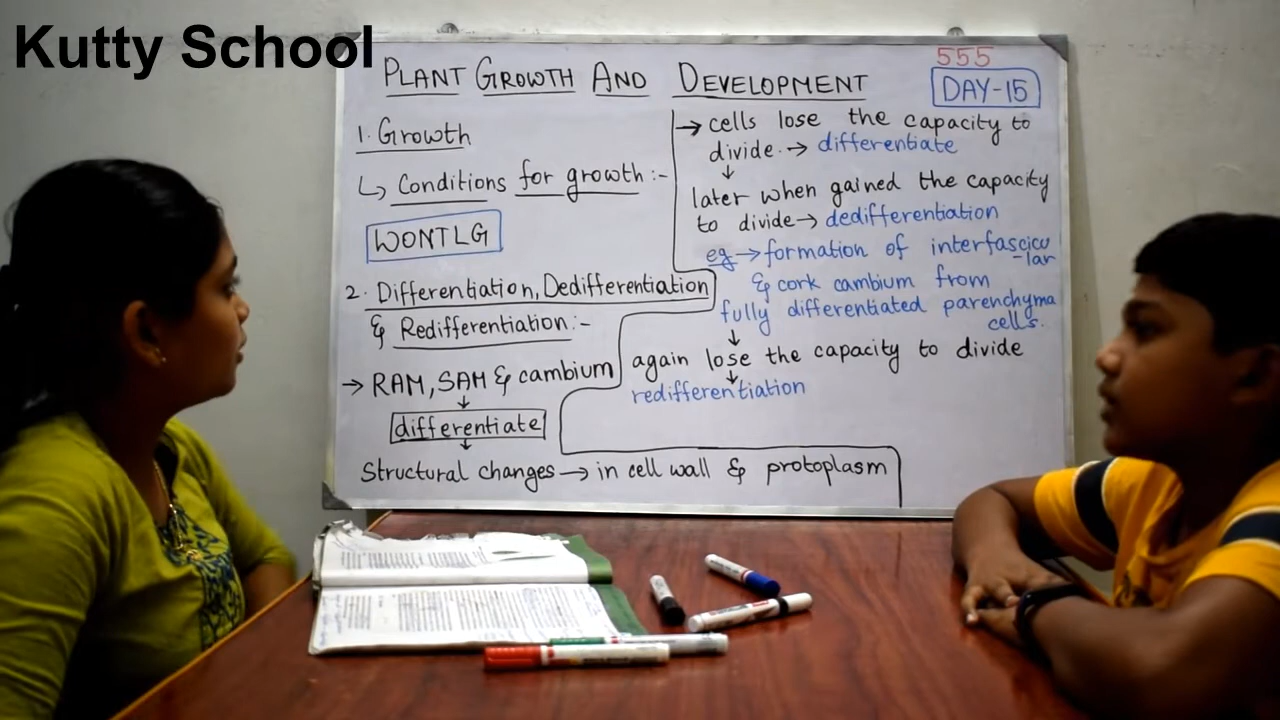 Kutty School
555
PLANT GROWTH AND DEVELOPMENT
DAY-15
1. Growth
↳ Conditions for growth:-
WONTLG
2. Differentiation, Dedifferentiation
& Redifferentiation:-
→ RAM, SAM & cambium
↓
differentiate
↓
Structural changes → in cell wall & protoplasm
→ cells lose the capacity to
divide. → differentiate
↓
later when gained the capacity
to divide → dedifferentiation
eg → formation of interfascicu
-lar
& cork cambium from
fully differentiated parenchyma
cells.
↓
again lose the capacity to divide
↓
redifferentiation